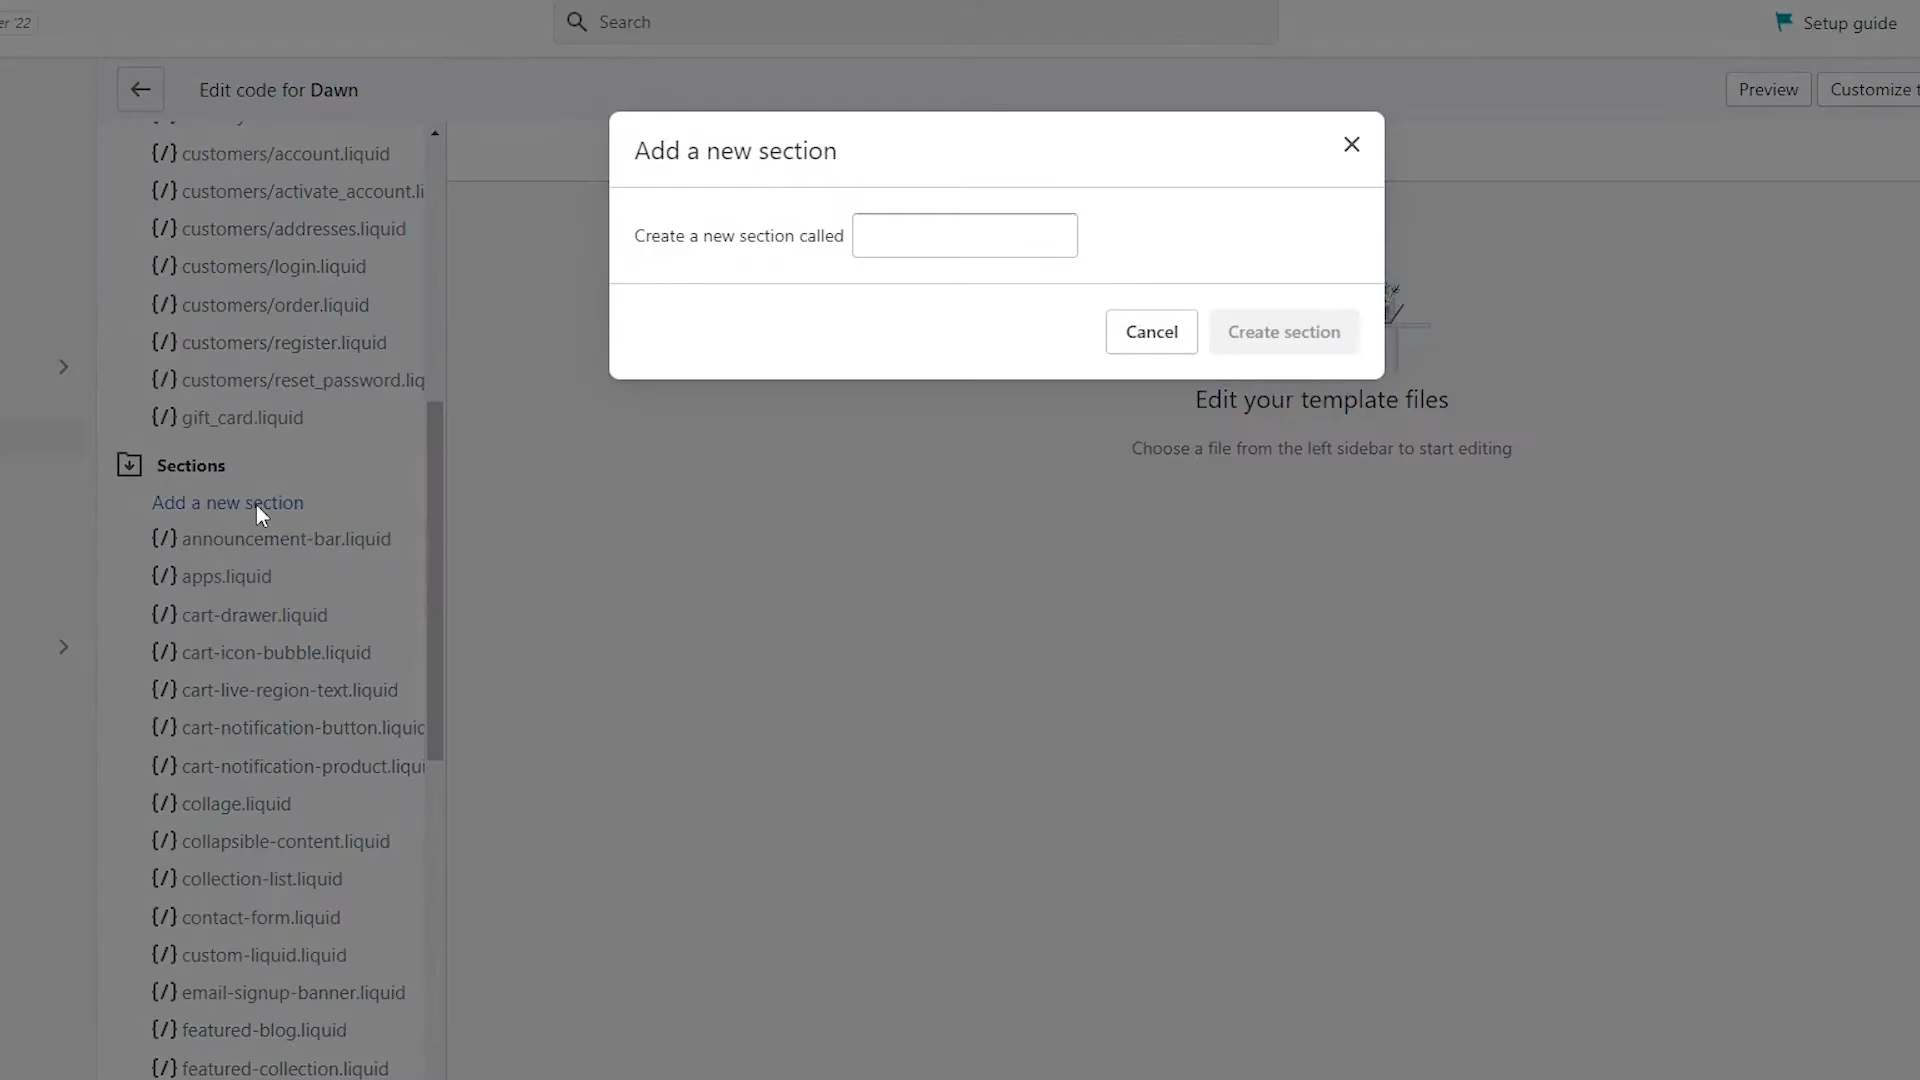 er '22
Search
Setup guide
Edit code for Dawn
Preview
Customize t
{/} customers/account.liquid
{/} customers/activate_account.li
{/} customers/addresses.liquid
{/} customers/login.liquid
{/} customers/order.liquid
{/} customers/register.liquid
{/} customers/reset_password.liq
{/} gift_card.liquid
Sections
Add a new section
{/} announcement-bar.liquid
{/} apps.liquid
{/} cart-drawer.liquid
{/} cart-icon-bubble.liquid
{/} cart-live-region-text.liquid
{/} cart-notification-button.liquid
{/} cart-notification-product.liqui
{/} collage.liquid
{/} collapsible-content.liquid
{/} collection-list.liquid
{/} contact-form.liquid
{/} custom-liquid.liquid
{/} email-signup-banner.liquid
{/} featured-blog.liquid
{/} featured-collection.liquid
Add a new section
Create a new section called
Cancel
Create section
Edit your template files
Choose a file from the left sidebar to start editing